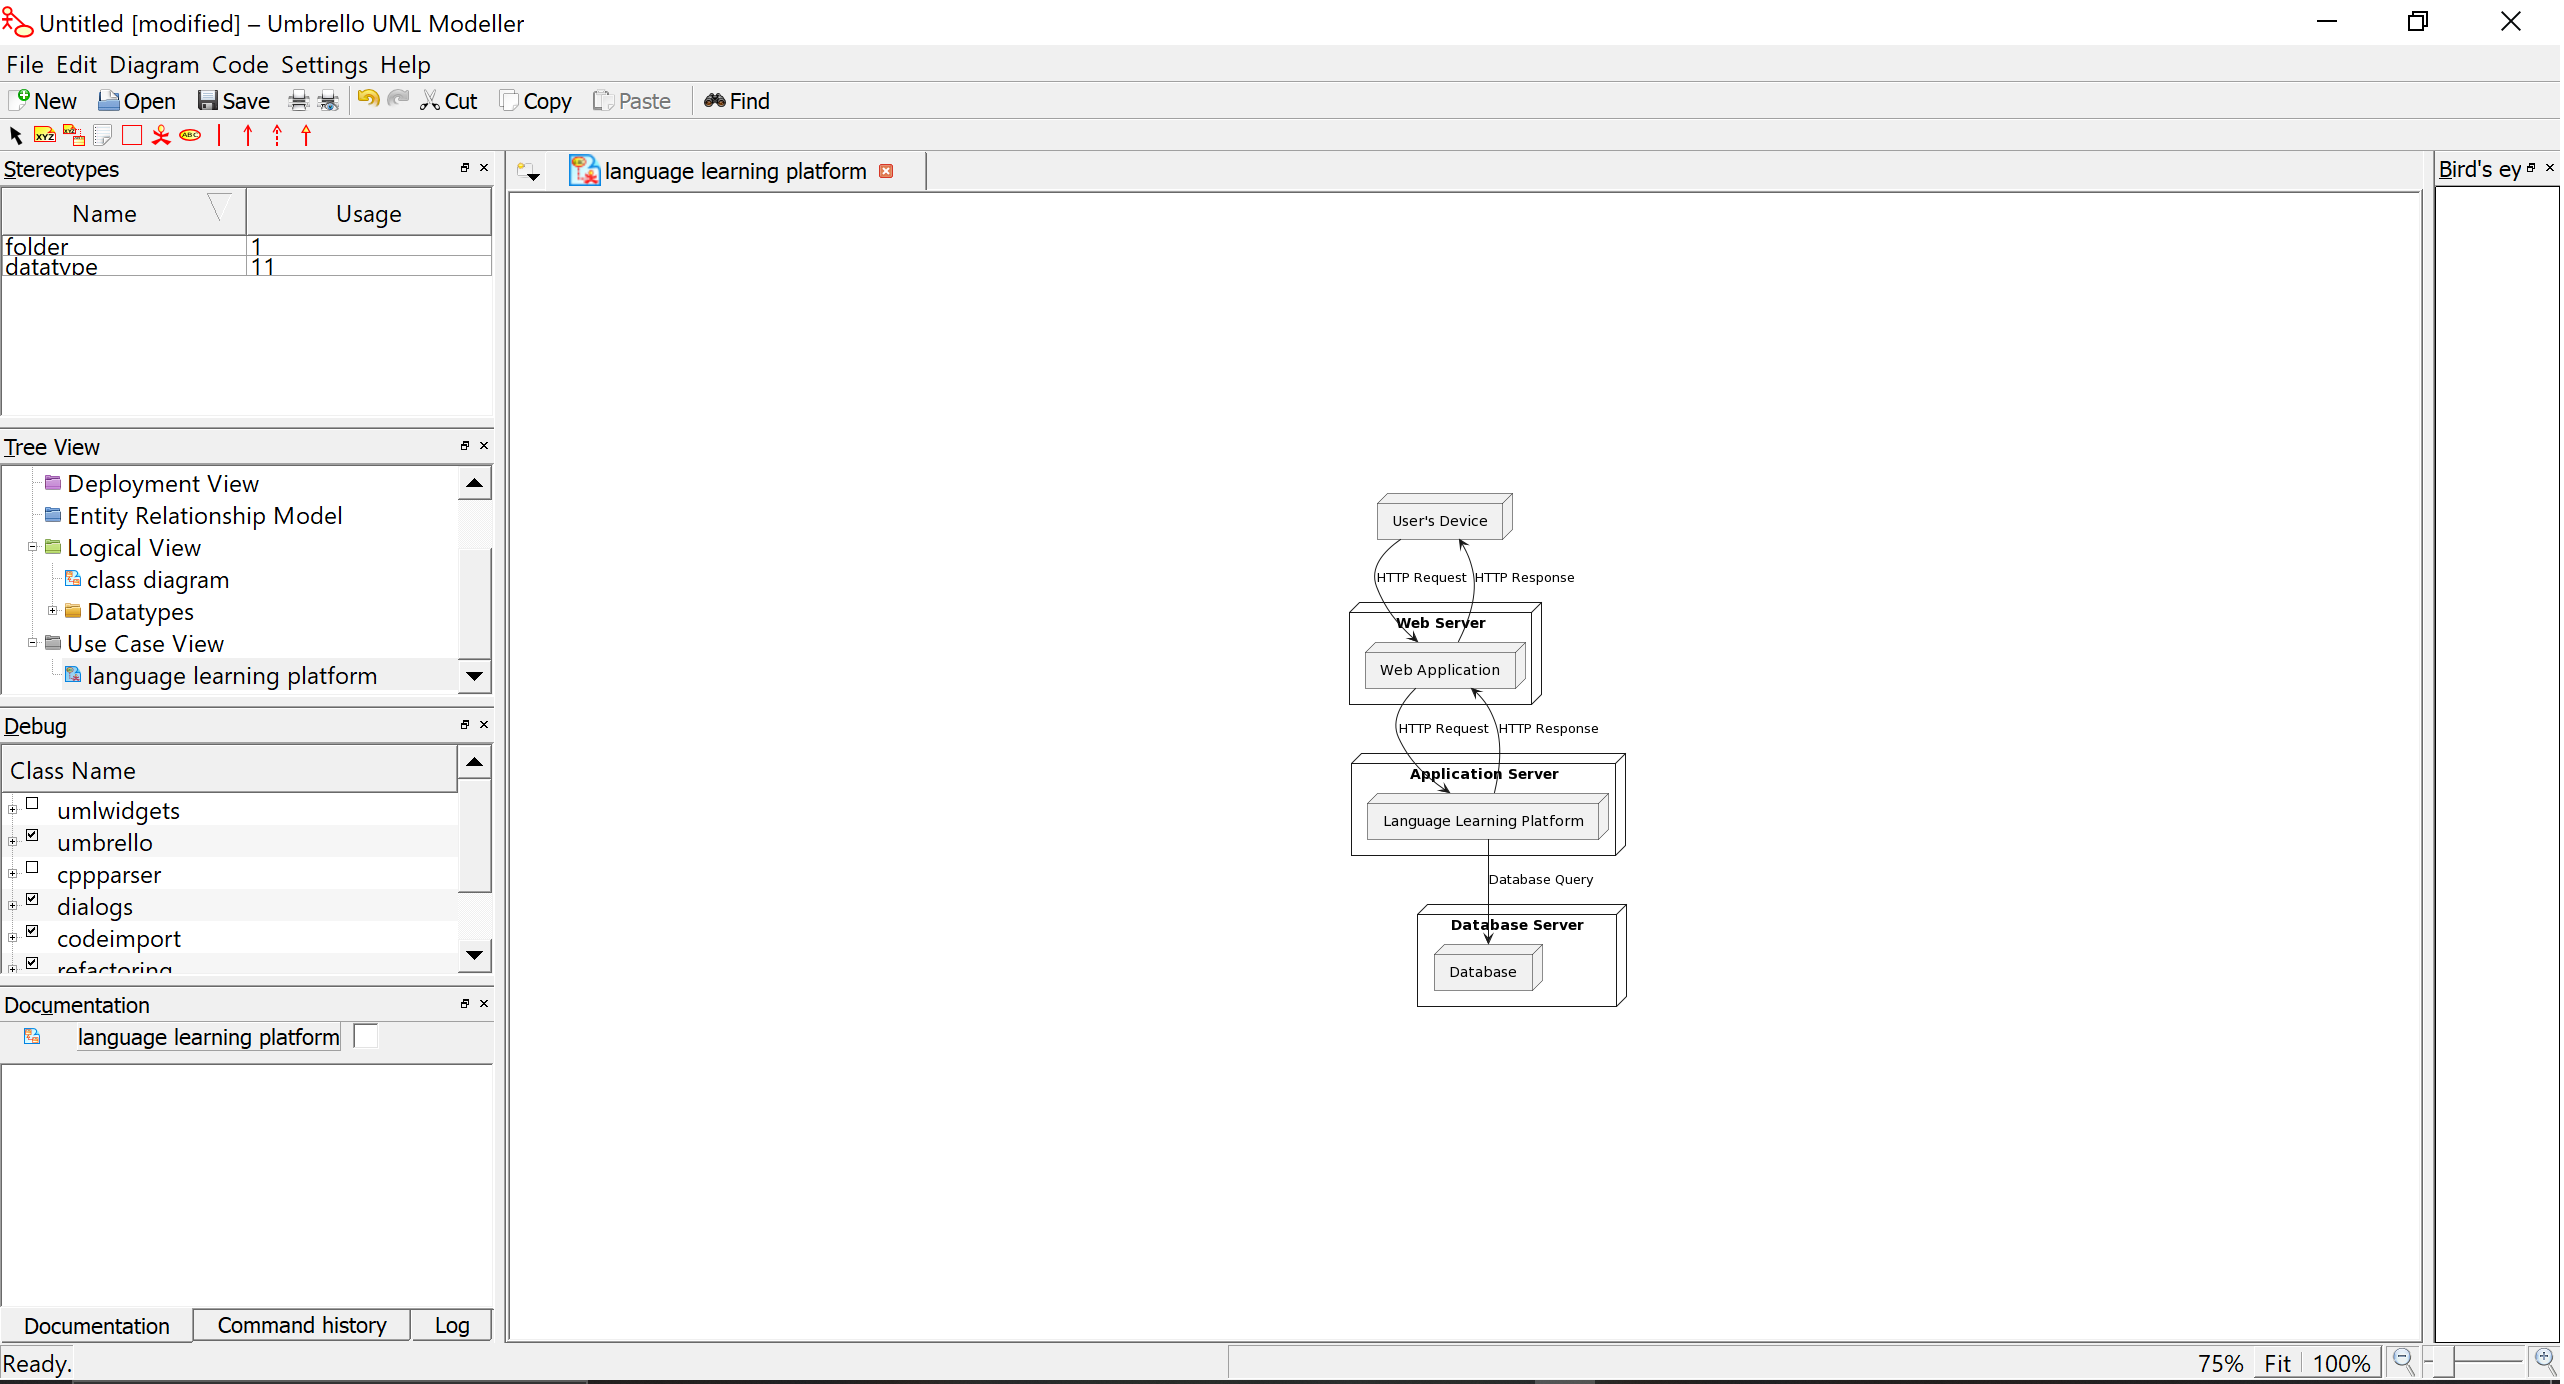 Untitled [modified] – Umbrello UML Modeller
File Edit Diagram Code Settings Help
New Open Save Cut Copy Paste Find
XYZ XYZ ABC
Stereotypes
Name Usage
folder 1
datatype 11
Tree View
Deployment View
Entity Relationship Model
Logical View
class diagram
Datatypes
Use Case View
language learning platform
Debug
Class Name
umlwidgets
umbrello
cppparser
dialogs
codeimport
refactoring
Documentation
language learning platform
Documentation Command history Log
Ready.
language learning platform
User's Device
HTTP Request HTTP Response
Web Server
Web Application
HTTP Request HTTP Response
Application Server
Language Learning Platform
Database Query
Database Server
Database
Bird's ey
75% Fit 100%